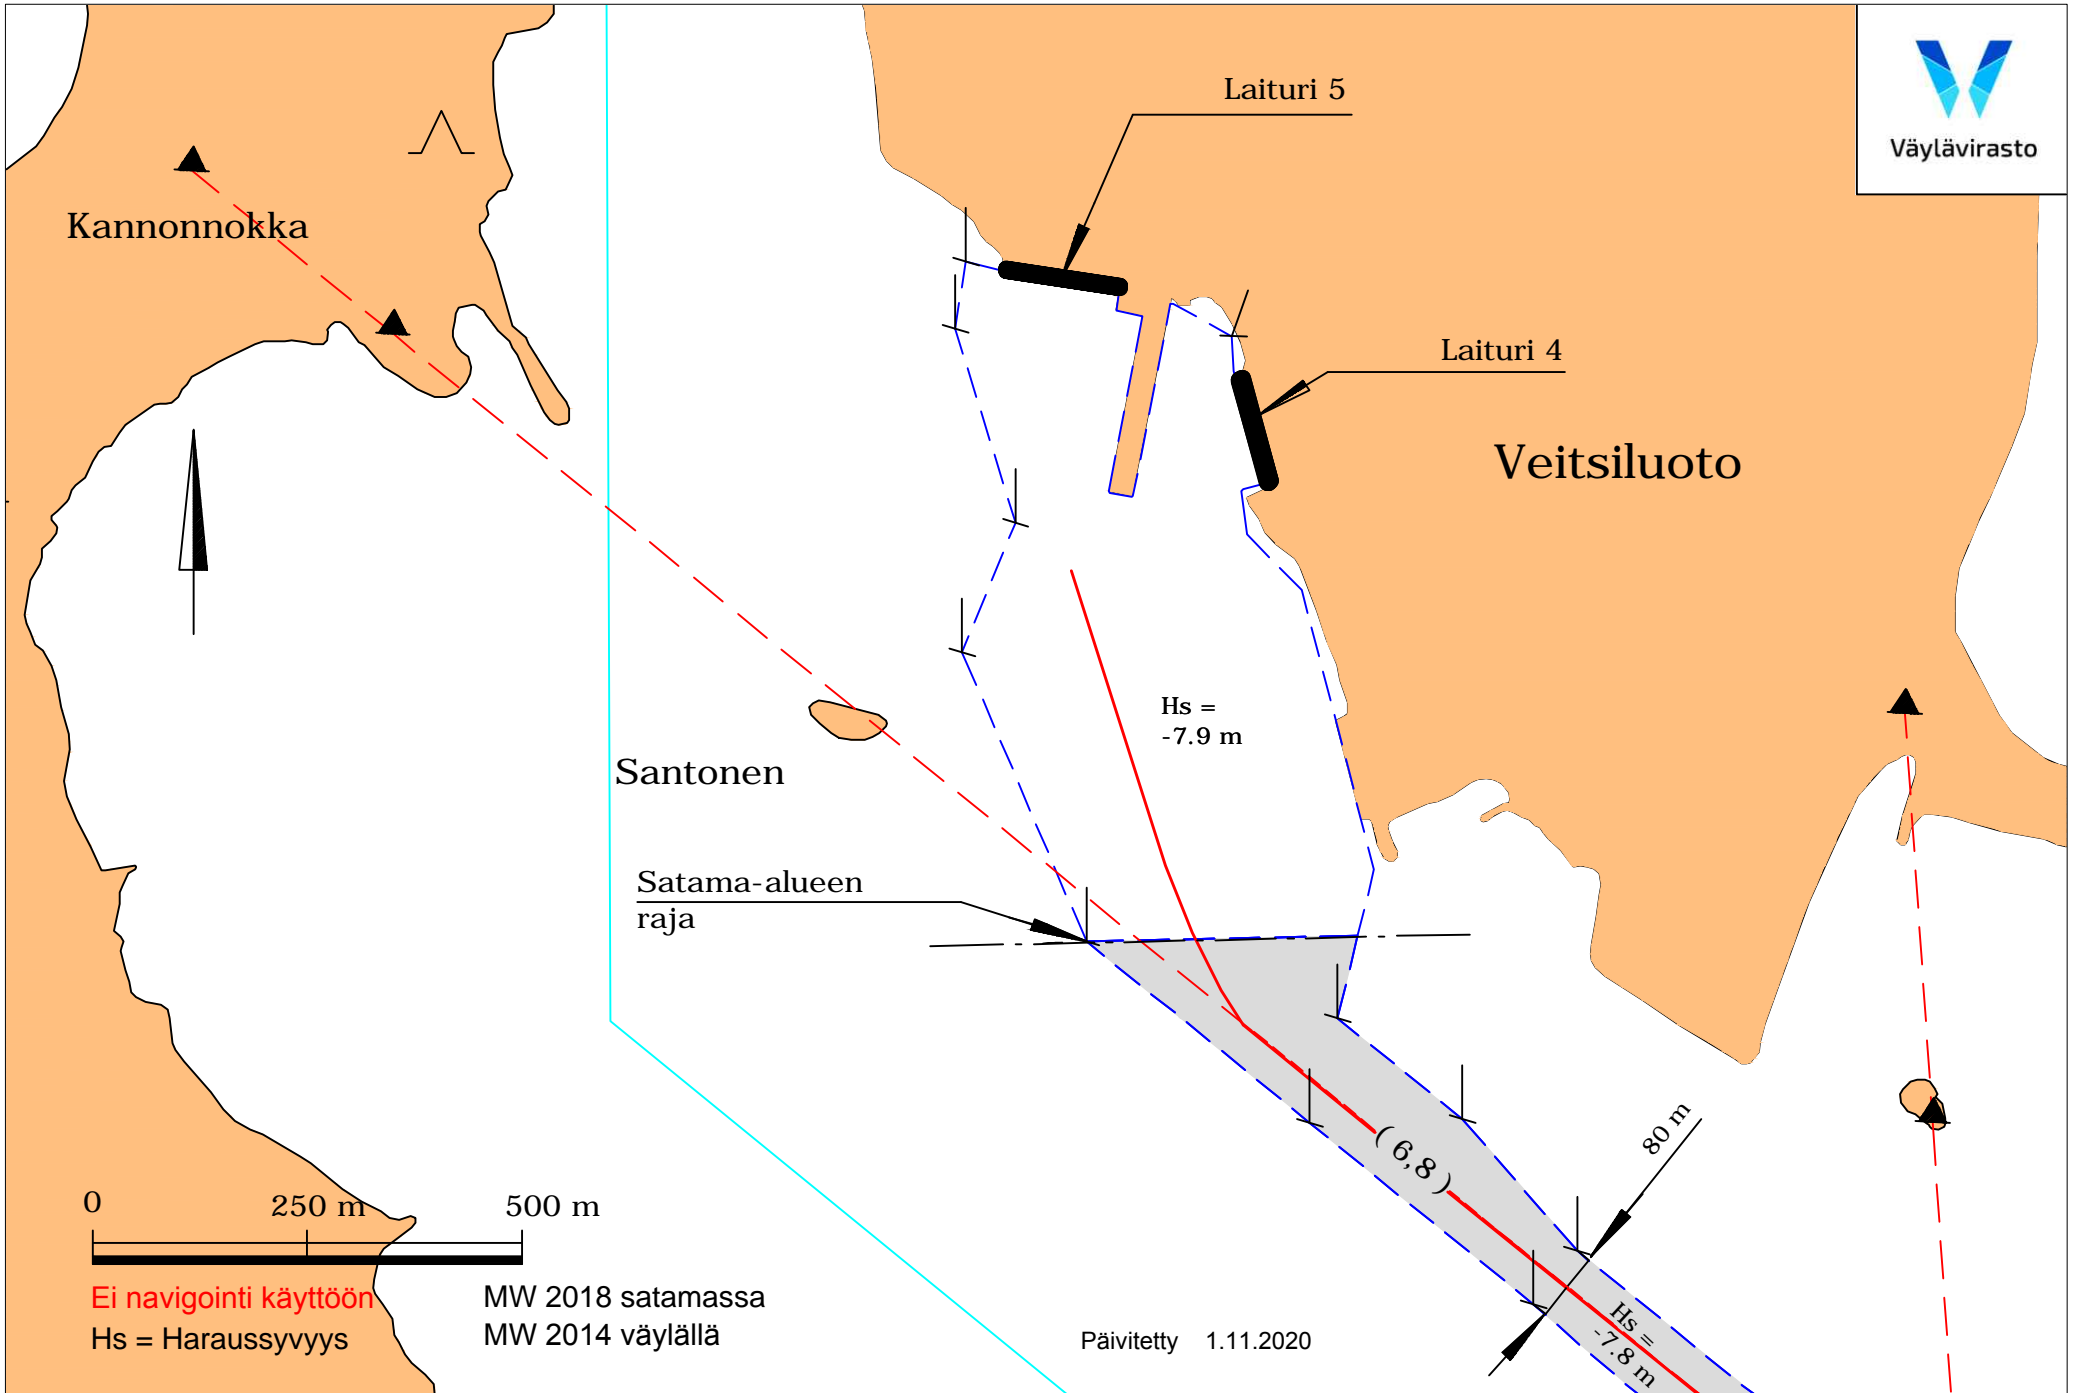 Laituri 5
Väylävirasto
Kannonnokka
Laituri 4
Veitsiluoto
Hs =
-7.9 m
Santonen
Satama-alueen
raja
80 m
( 6,8 )
0 250 m 500 m
Ei navigointi käyttöön
Hs = Haraussyvyys
MW 2018 satamassa
MW 2014 väylällä
Päivitetty 1.11.2020
Hs =
-7.8 m